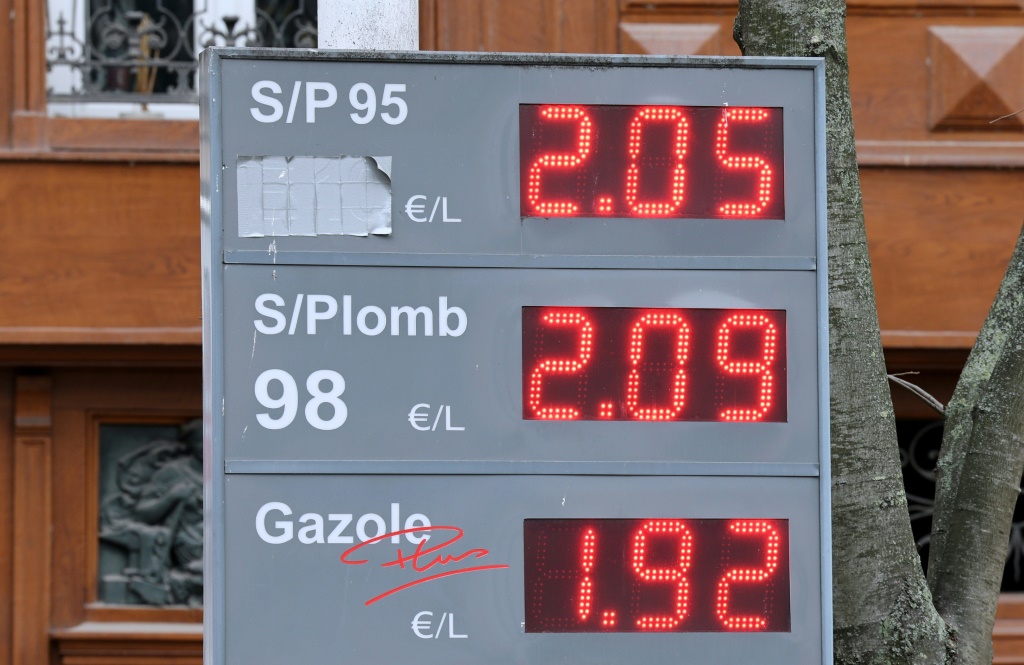 S/P 95 2.05
€/L
S/Plomb 2.09
98 €/L
Gazole 1.92
Plus
€/L